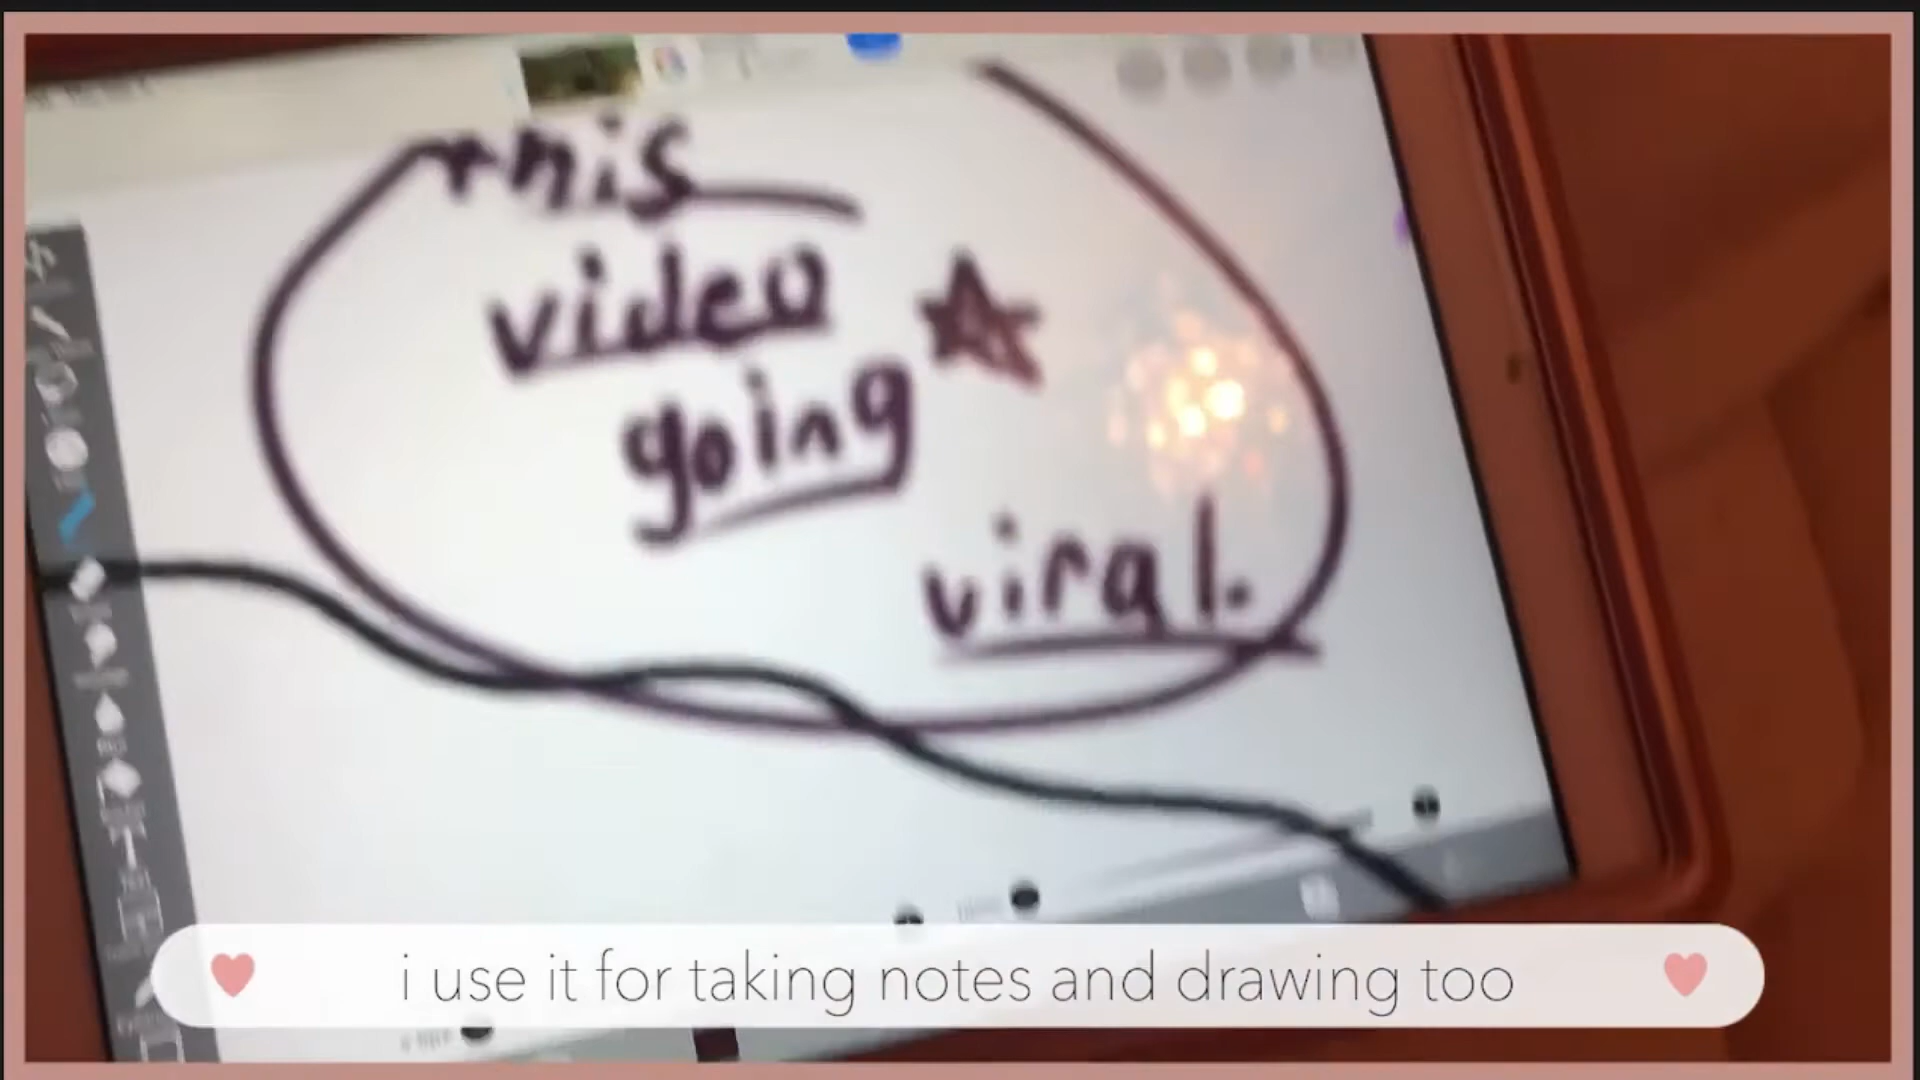 this
video
going
viral.
i use it for taking notes and drawing too